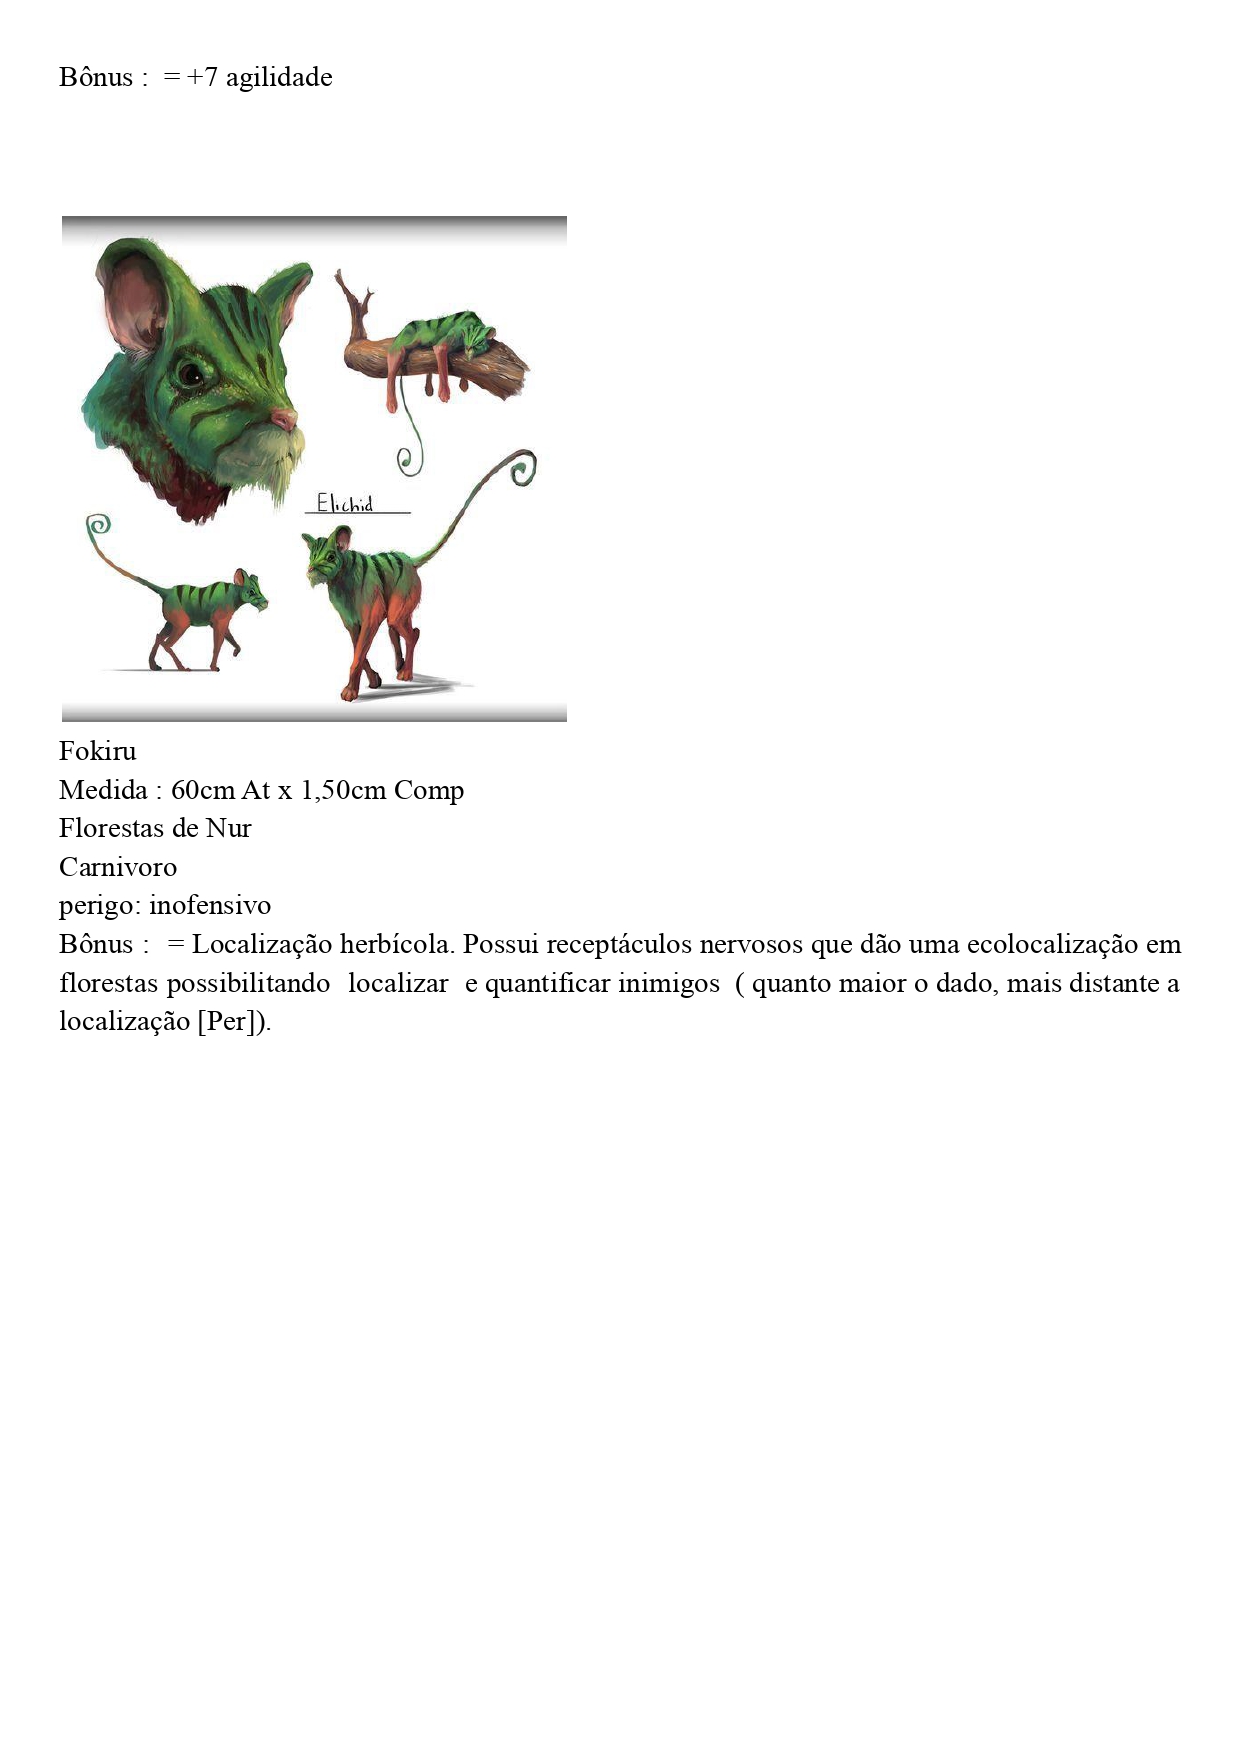 Bônus :  = +7 agilidade
Elichid
Fokiru
Medida : 60cm At x 1,50cm Comp
Florestas de Nur
Carnivoro
perigo: inofensivo
Bônus :  = Localização herbícola. Possui receptáculos nervosos que dão uma ecolocalização em
florestas possibilitando  localizar  e quantificar inimigos  ( quanto maior o dado, mais distante a
localização [Per]).